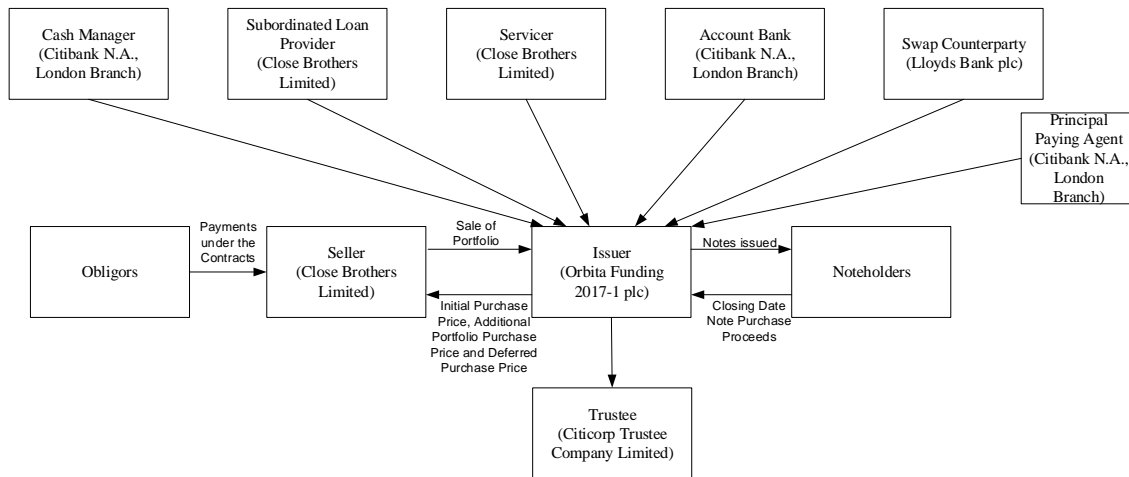 Cash Manager
(Citibank N.A.,
London Branch)
Subordinated Loan
Provider
(Close Brothers
Limited)
Servicer
(Close Brothers
Limited)
Account Bank
(Citibank N.A.,
London Branch)
Swap Counterparty
(Lloyds Bank plc)
Principal
Paying Agent
(Citibank N.A.,
London
Branch)
Obligors
Payments
under the
Contracts
Seller
(Close Brothers
Limited)
Sale of
Portfolio
Initial Purchase
Price, Additional
Portfolio Purchase
Price and Deferred
Purchase Price
Issuer
(Orbita Funding
2017-1 plc)
Notes issued
Closing Date
Note Purchase
Proceeds
Noteholders
Trustee
(Citicorp Trustee
Company Limited)